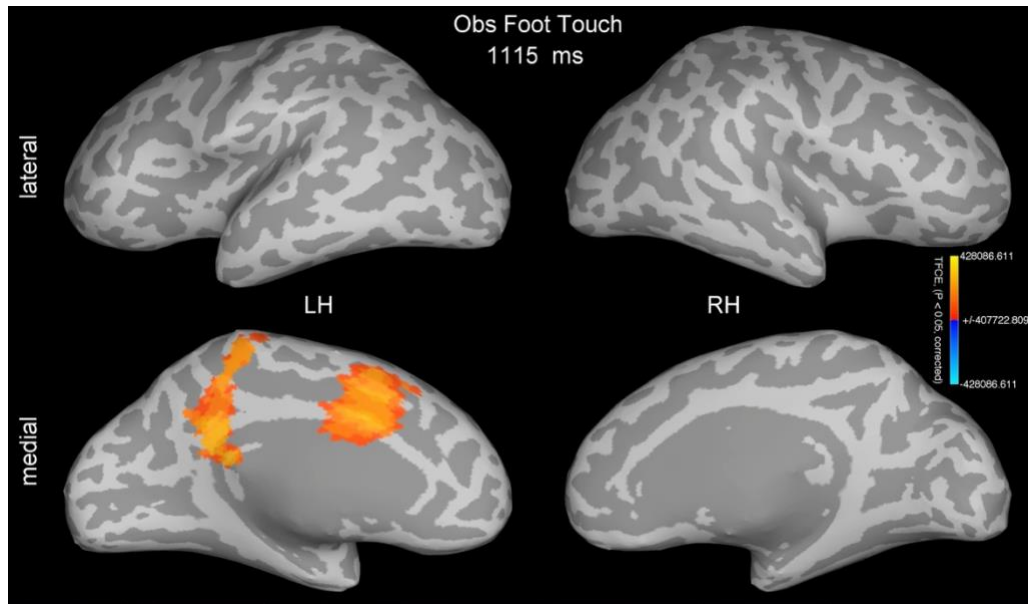 Obs Foot Touch
1115 ms
lateral
LH
RH
428086.611
+/-407722.809
-428086.611
TFCE, (P < 0.05, corrected)
medial